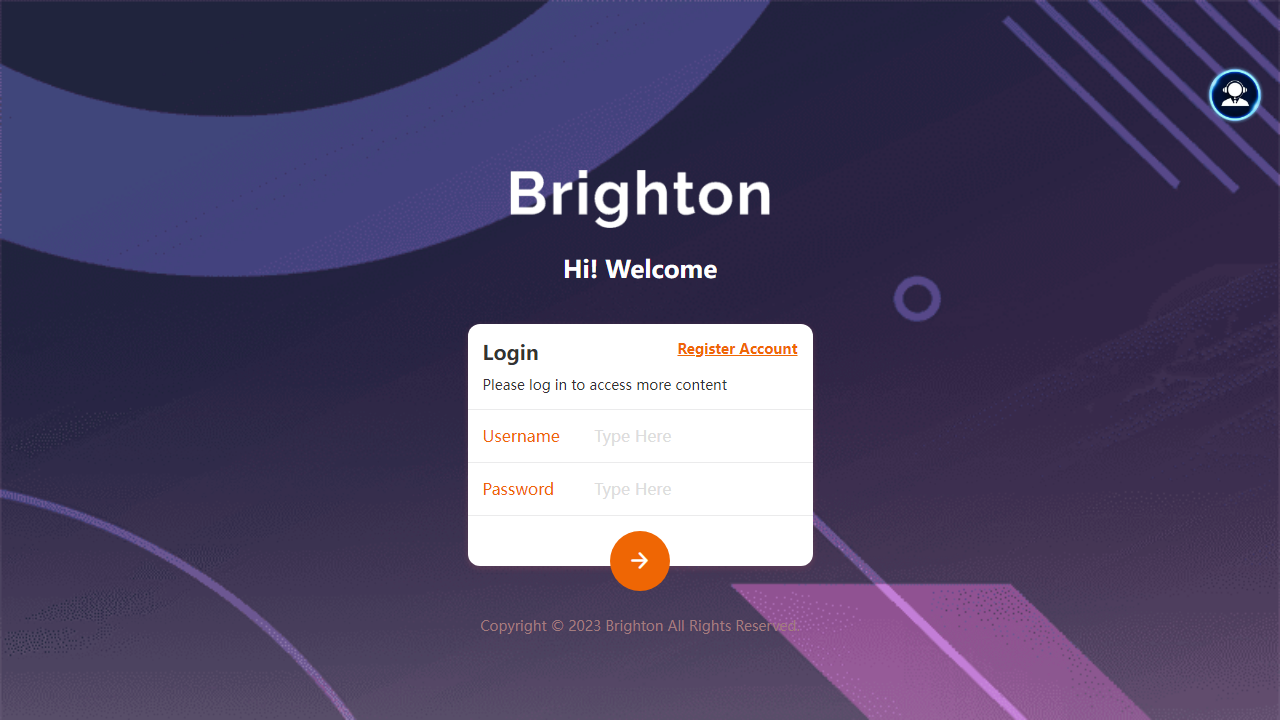 Brighton
Hi! Welcome
Login
Register Account
Please log in to access more content
Username Type Here
Password Type Here
Copyright © 2023 Brighton All Rights Reserved.